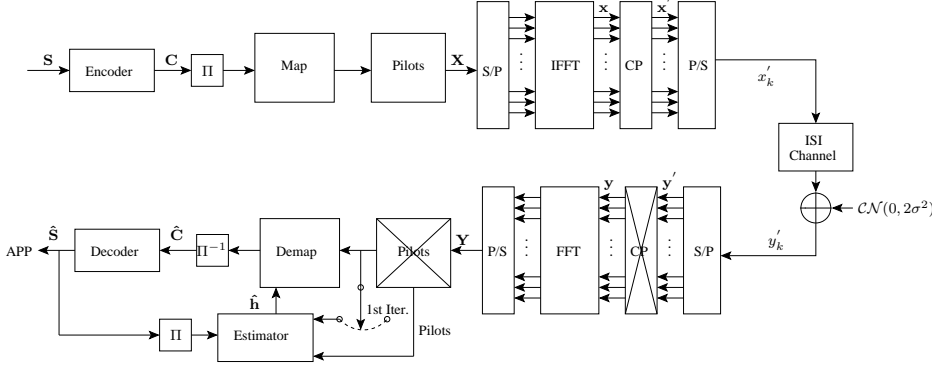 S
Encoder
C
Π
Map
Pilots
X
S/P
IFFT
x
CP
x'
P/S
x'_k
ISI
Channel
CN(0, 2σ²)
y'_k
S/P
y'
CP
y
FFT
P/S
Y
Pilots
Demap
Π⁻¹
Ĉ
Decoder
Ŝ
APP
ĥ
1st Iter.
Π
Estimator
Pilots